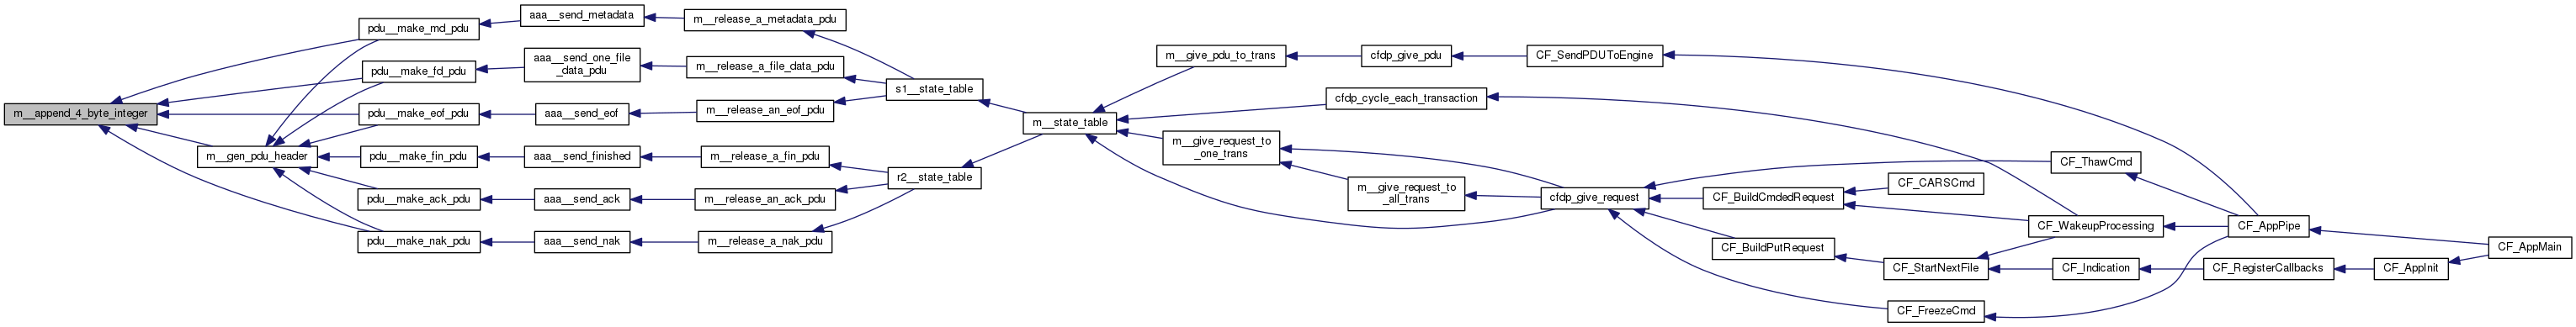 m__append_4_byte_integer
m__gen_pdu_header
pdu__make_md_pdu
pdu__make_fd_pdu
pdu__make_eof_pdu
pdu__make_fin_pdu
pdu__make_ack_pdu
pdu__make_nak_pdu
aaa__send_metadata
aaa__send_one_file
_data_pdu
aaa__send_eof
aaa__send_finished
aaa__send_ack
aaa__send_nak
m__release_a_metadata_pdu
m__release_a_file_data_pdu
m__release_an_eof_pdu
m__release_a_fin_pdu
m__release_an_ack_pdu
m__release_a_nak_pdu
s1__state_table
r2__state_table
m__state_table
m__give_pdu_to_trans
cfdp_cycle_each_transaction
m__give_request_to
_one_trans
cfdp_give_pdu
m__give_request_to
_all_trans
CF_SendPDUToEngine
cfdp_give_request
CF_BuildCmdedRequest
CF_BuildPutRequest
CF_CARSCmd
CF_StartNextFile
CF_FreezeCmd
CF_ThawCmd
CF_WakeupProcessing
CF_Indication
CF_AppPipe
CF_RegisterCallbacks
CF_AppInit
CF_AppMain